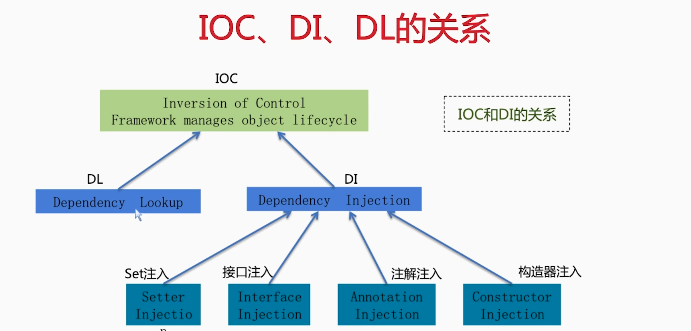 IOC、DI、DL的关系
IOC
Inversion of Control
Framework manages object lifecycle
IOC和DI的关系
DL
DI
Dependency Lookup
Dependency Injection
Set注入
接口注入
注解注入
构造器注入
Setter
Injectio
n
Interface
Injection
Annotation
Injection
Constructor
Injection